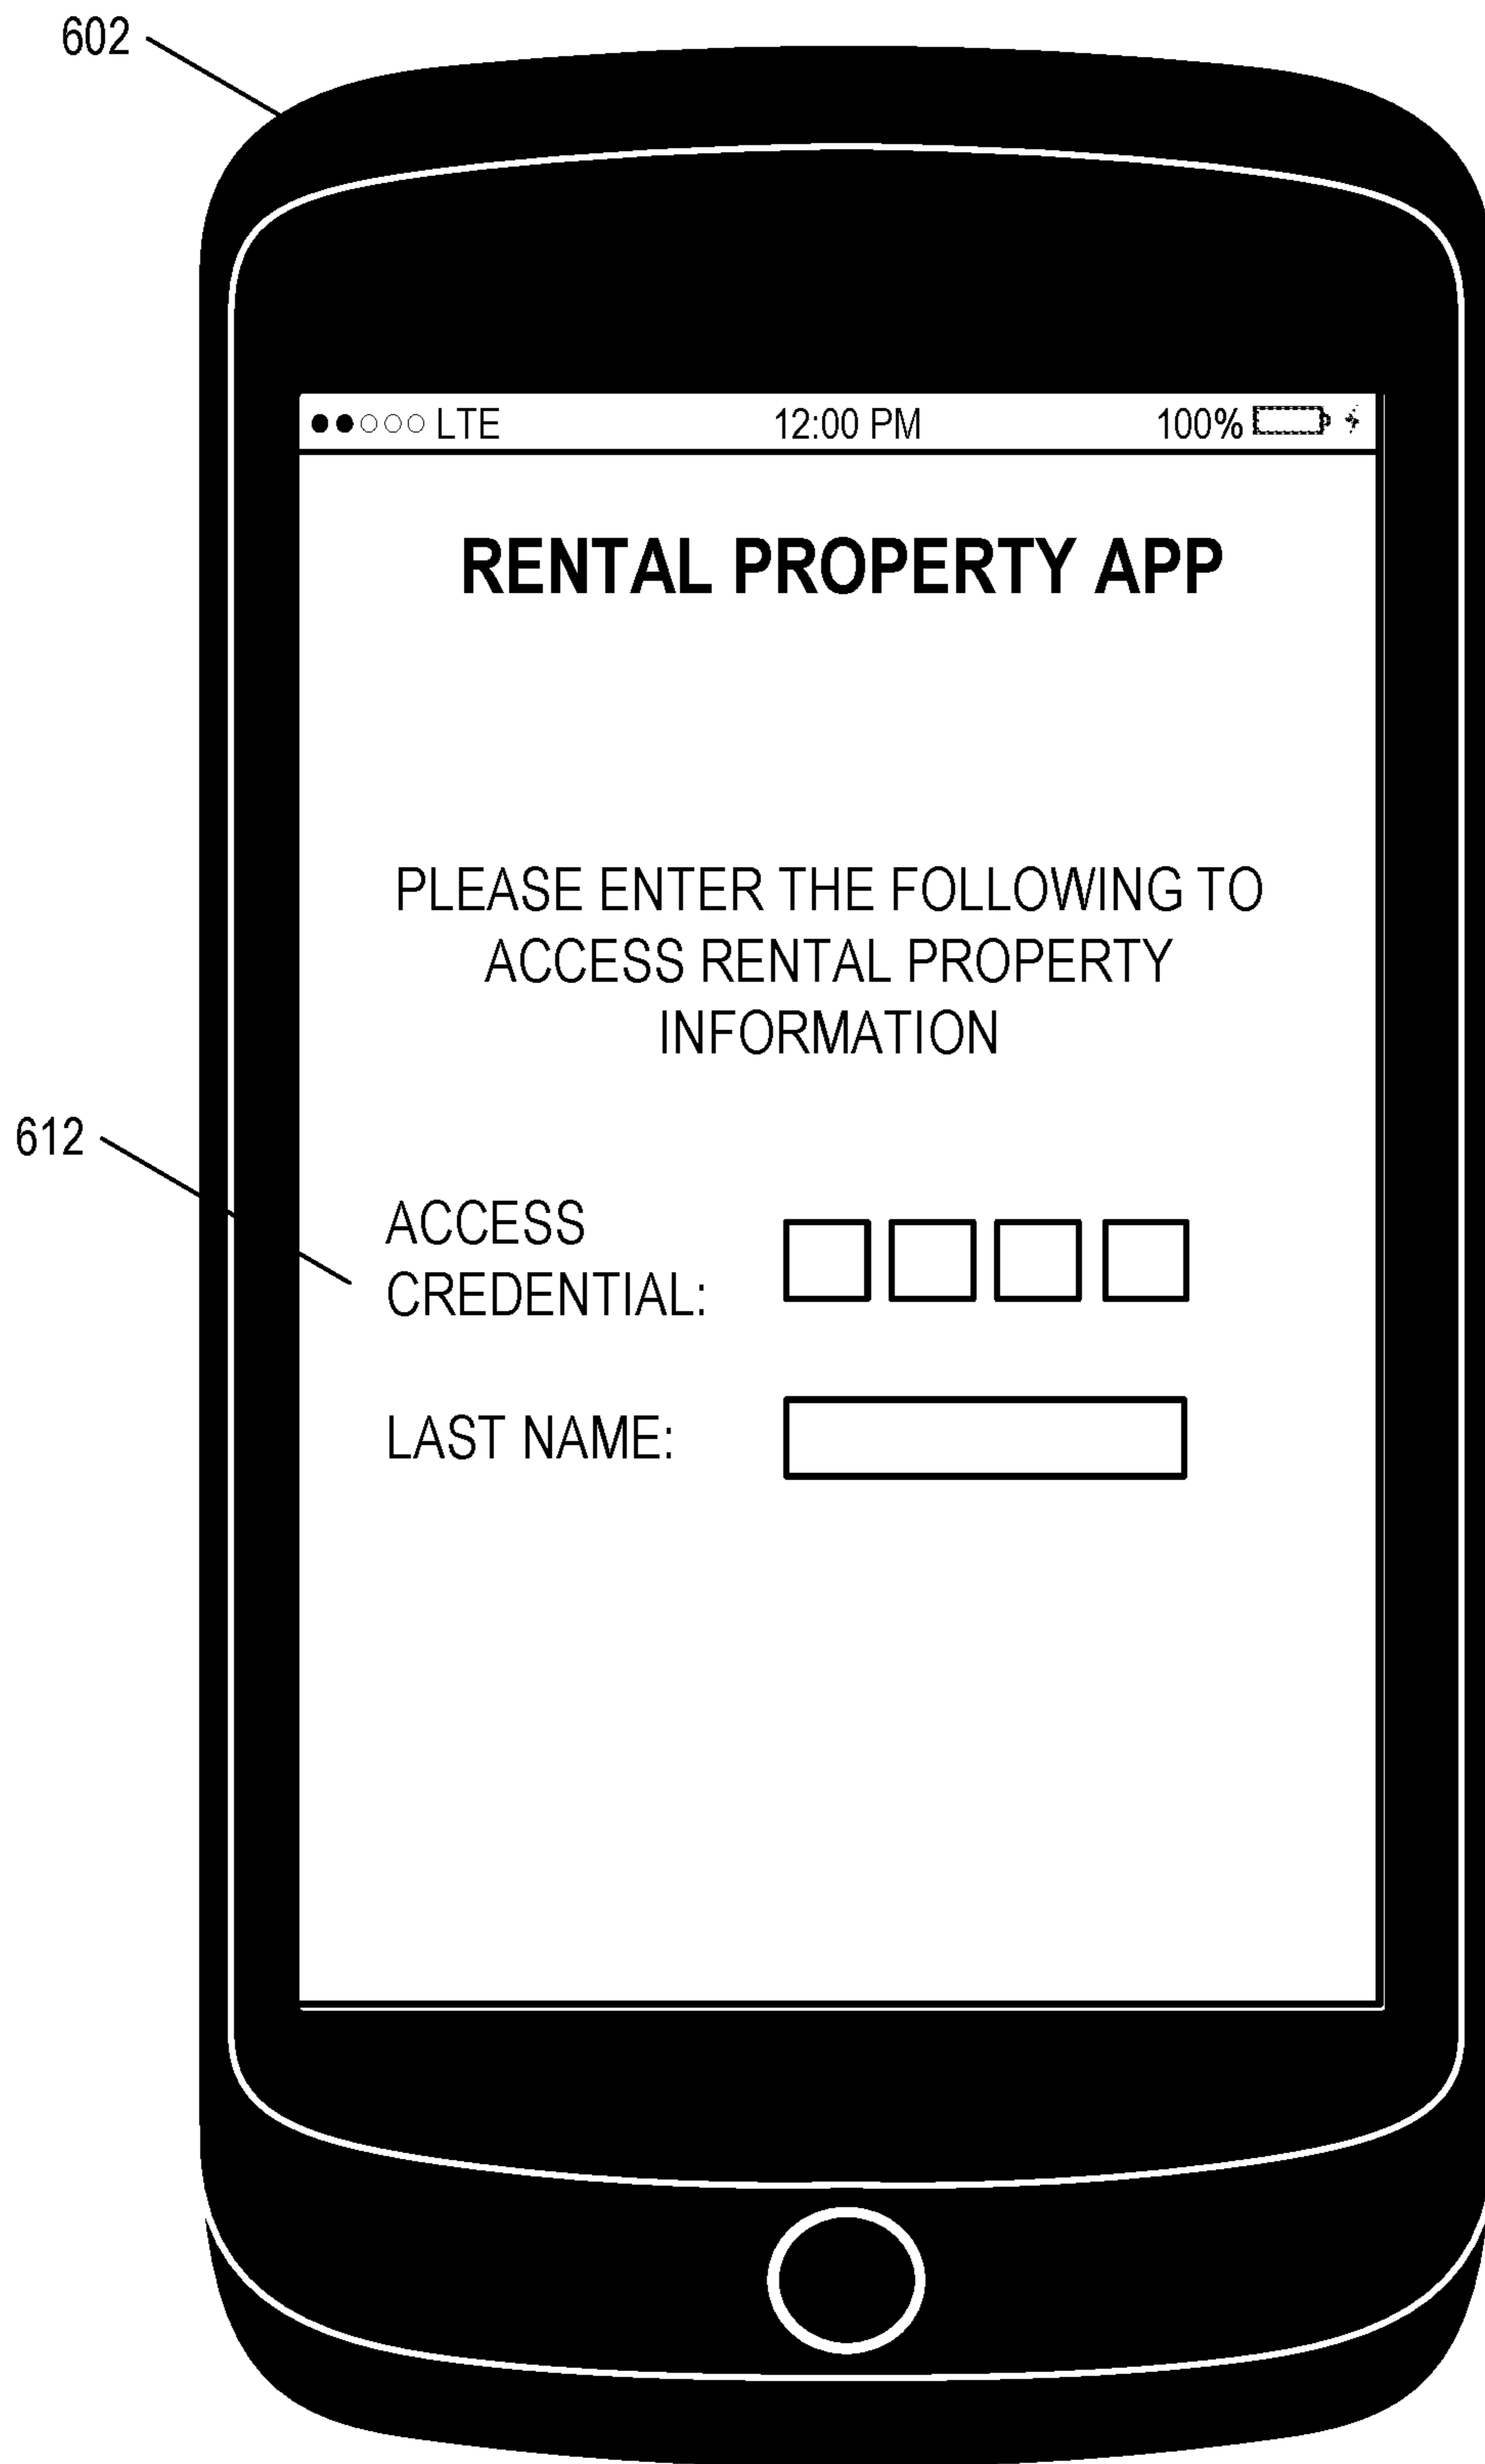 602
LTE 12:00 PM 100%
RENTAL PROPERTY APP
PLEASE ENTER THE FOLLOWING TO
ACCESS RENTAL PROPERTY
INFORMATION
612
ACCESS
CREDENTIAL:
LAST NAME: